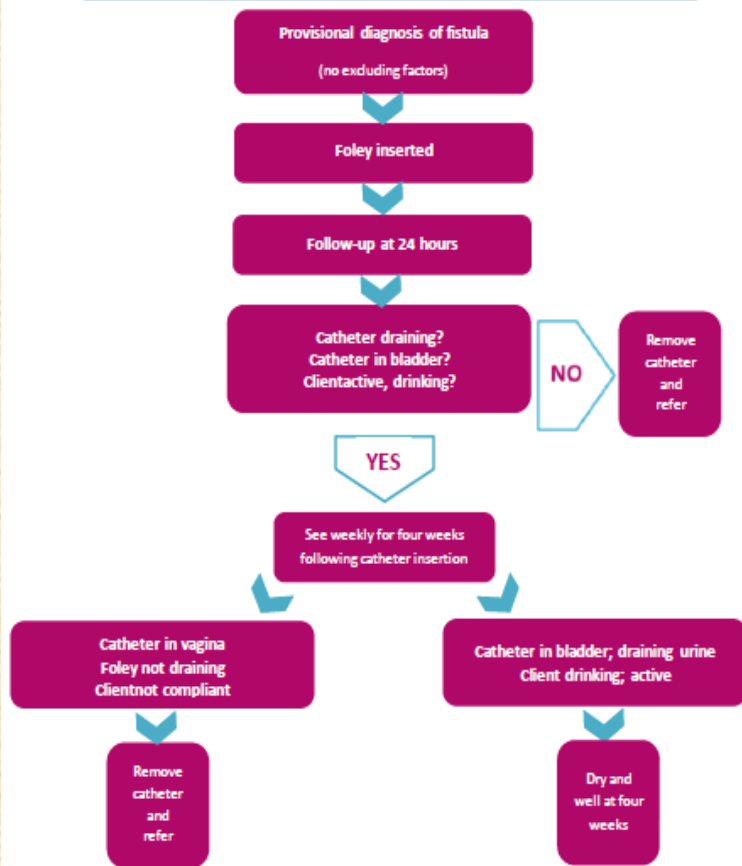 Provisional diagnosis of fistula
(no excluding factors)
Foley inserted
Follow-up at 24 hours
Catheter draining?
Catheter in bladder?
Clientactive, drinking?
NO
Remove
catheter
and
refer
YES
See weekly for four weeks
following catheter insertion
Catheter in vagina
Foley not draining
Clientnot compliant
Catheter in bladder; draining urine
Client drinking; active
Remove
catheter
and
refer
Dry and
well at four
weeks